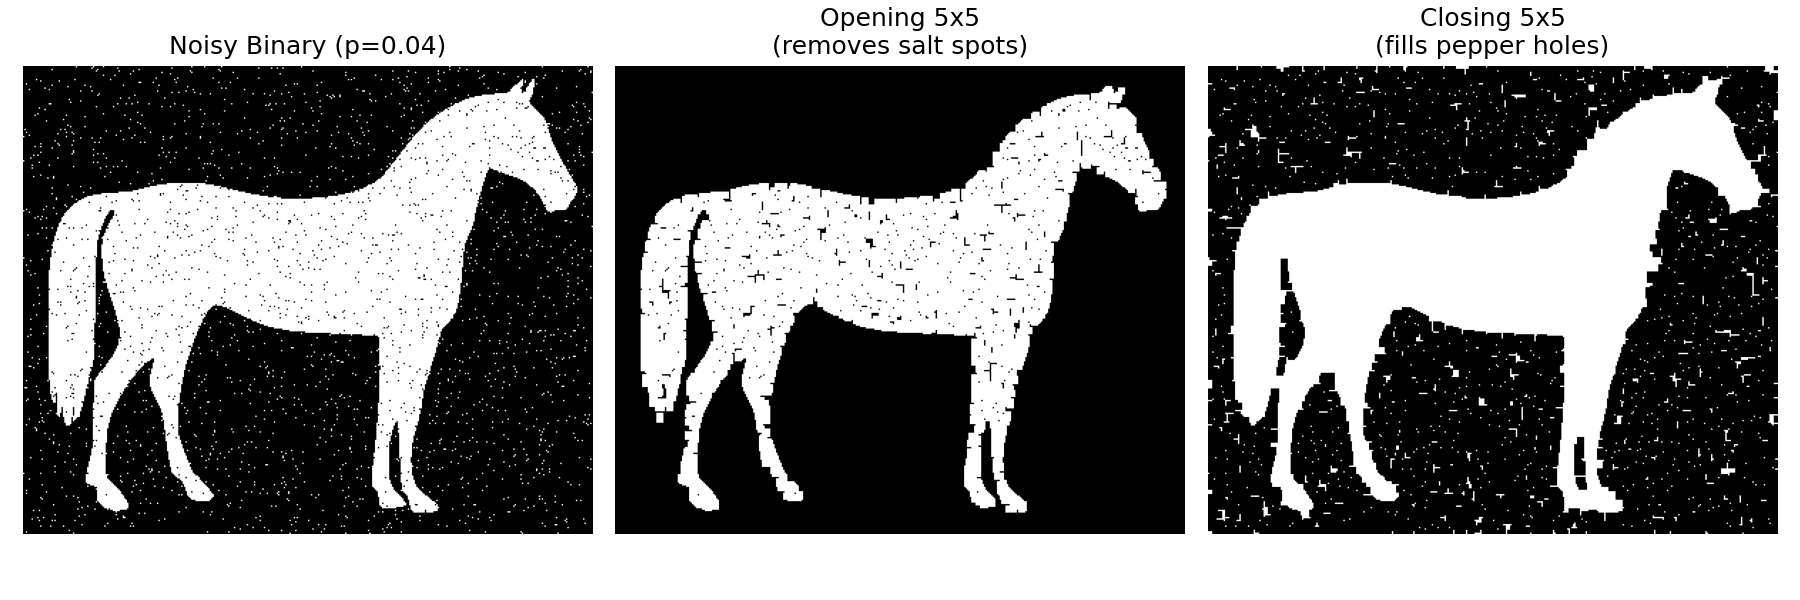 Noisy Binary (p=0.04)
Opening 5x5
(removes salt spots)
Closing 5x5
(fills pepper holes)